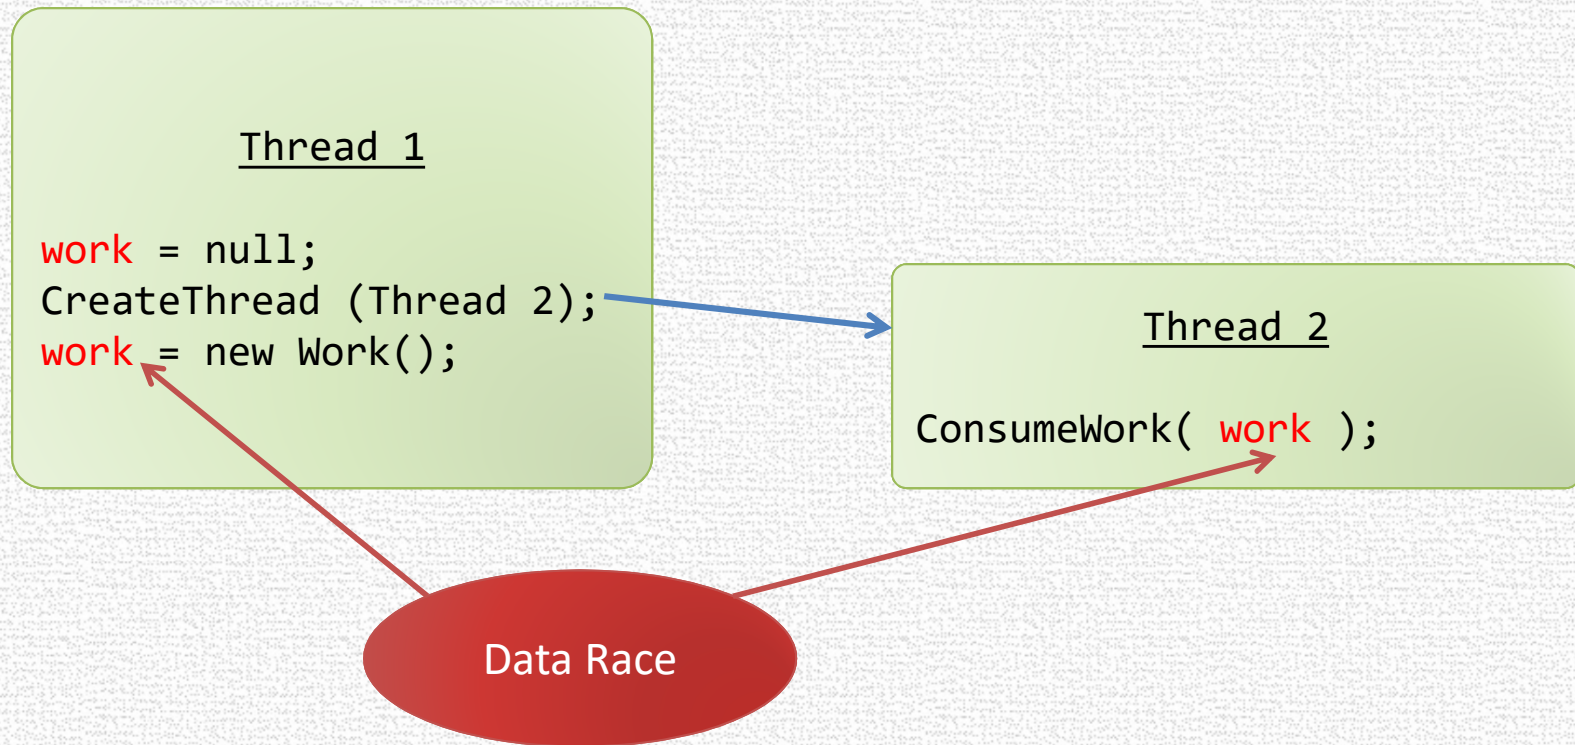 Thread 1
work = null;
CreateThread (Thread 2);
work = new Work();
Thread 2
ConsumeWork( work );
Data Race